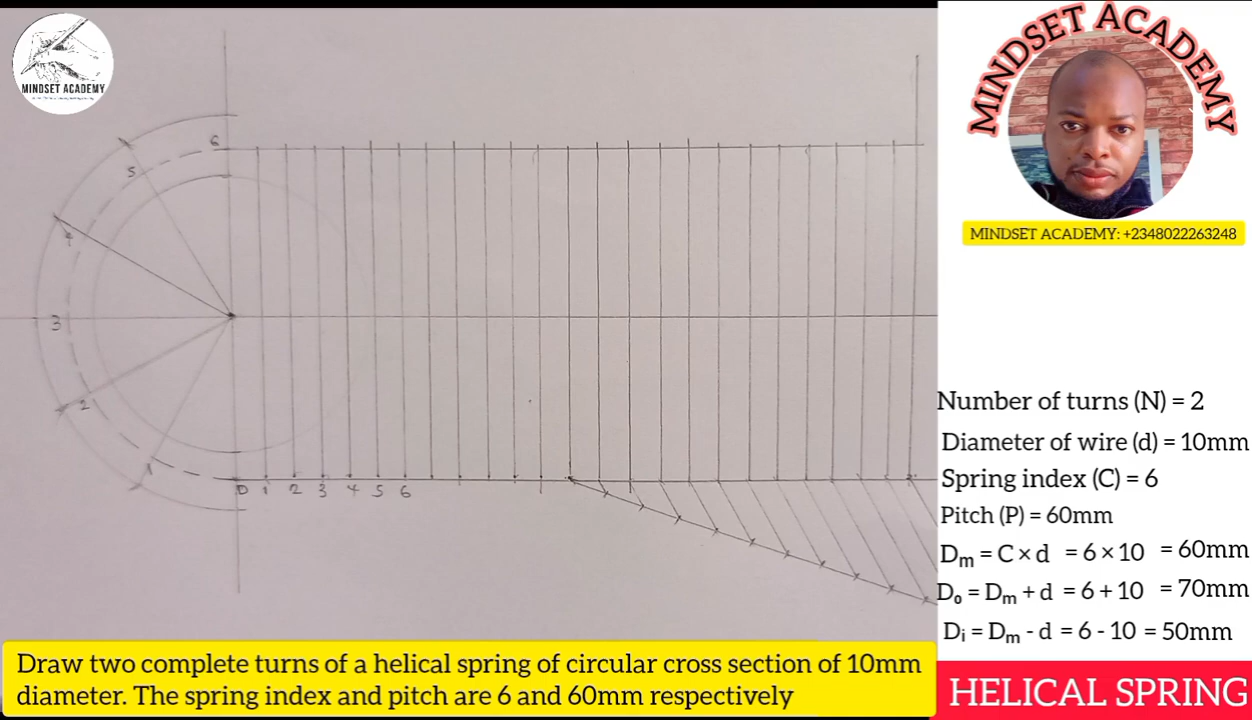 MINDSET ACADEMY
MINDSET ACADEMY
MINDSET ACADEMY: +2348022263248
6
5
4
3
2
1
0 1 2 3 4 5 6
Number of turns (N) = 2
Diameter of wire (d) = 10mm
Spring index (C) = 6
Pitch (P) = 60mm
Dm = C × d = 6 × 10 = 60mm
Do = Dm + d = 6 + 10 = 70mm
Di = Dm - d = 6 - 10 = 50mm
Draw two complete turns of a helical spring of circular cross section of 10mm
diameter. The spring index and pitch are 6 and 60mm respectively
HELICAL SPRING